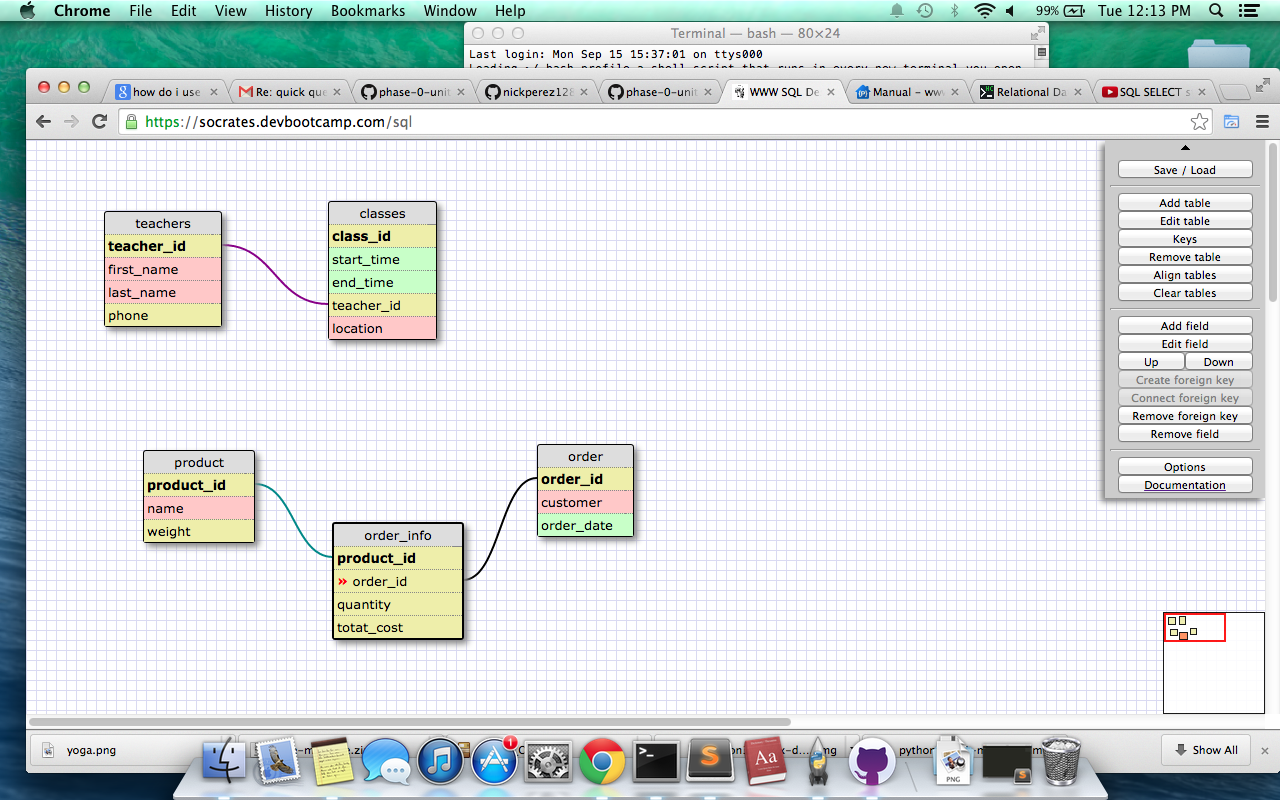 Chrome File Edit View History Bookmarks Window Help 99% Tue 12:13 PM
Terminal — bash — 80×24
Last login: Mon Sep 15 15:37:01 on ttys000
how do i use
Re: quick que
phase-0-unit
nickperez128
phase-0-unit
WWW SQL De
Manual - ww
Relational Da
SQL SELECT s
https://socrates.devbootcamp.com/sql
teachers
teacher_id
first_name
last_name
phone
classes
class_id
start_time
end_time
teacher_id
location
product
product_id
name
weight
order_info
product_id
» order_id
quantity
totat_cost
order
order_id
customer
order_date
Save / Load
Add table
Edit table
Keys
Remove table
Align tables
Clear tables
Add field
Edit field
Up Down
Create foreign key
Connect foreign key
Remove foreign key
Remove field
Options
Documentation
yoga.png
Show All
1
Aa
S
PNG